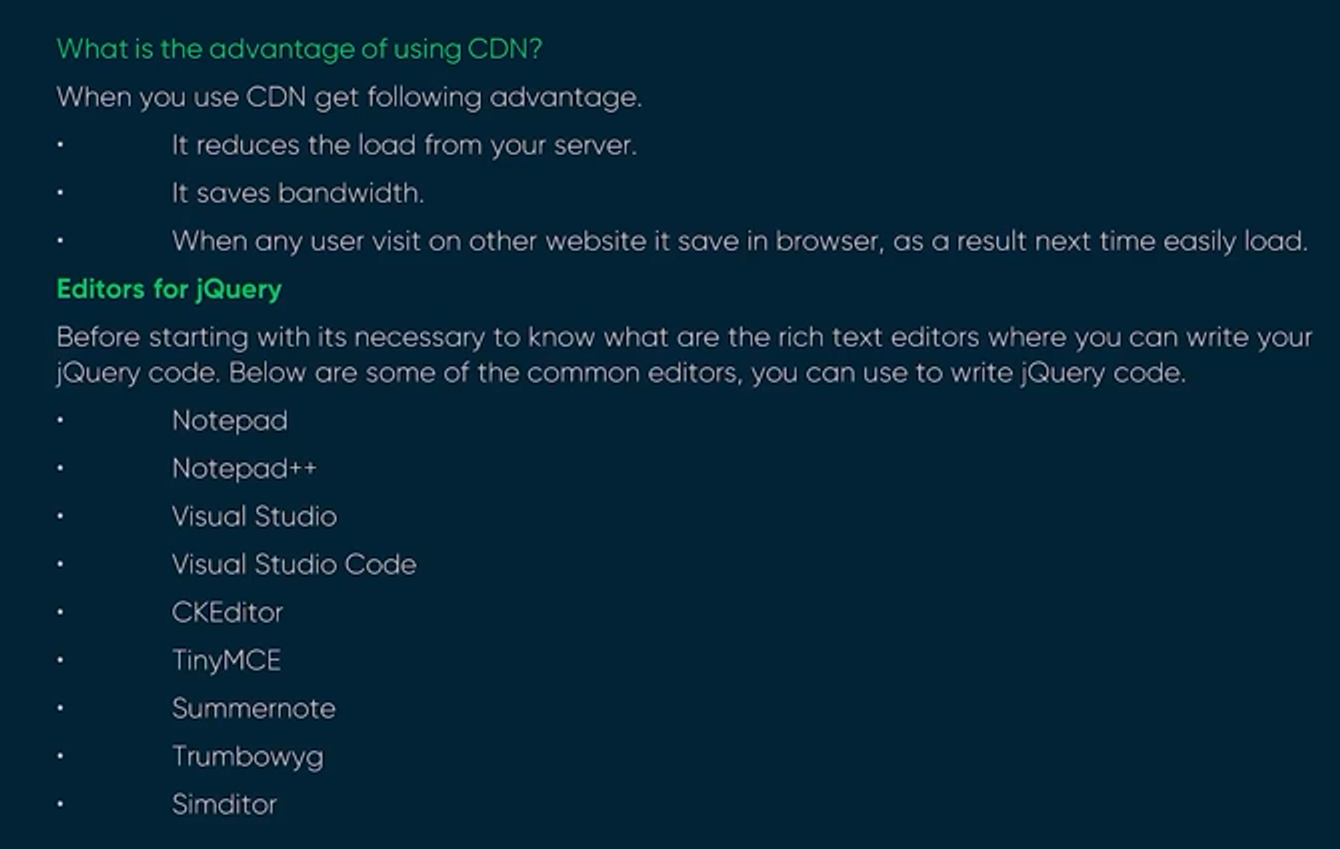 What is the advantage of using CDN?
When you use CDN get following advantage.
· It reduces the load from your server.
· It saves bandwidth.
· When any user visit on other website it save in browser, as a result next time easily load.
Editors for jQuery
Before starting with its necessary to know what are the rich text editors where you can write your
jQuery code. Below are some of the common editors, you can use to write jQuery code.
· Notepad
· Notepad++
· Visual Studio
· Visual Studio Code
· CKEditor
· TinyMCE
· Summernote
· Trumbowyg
· Simditor